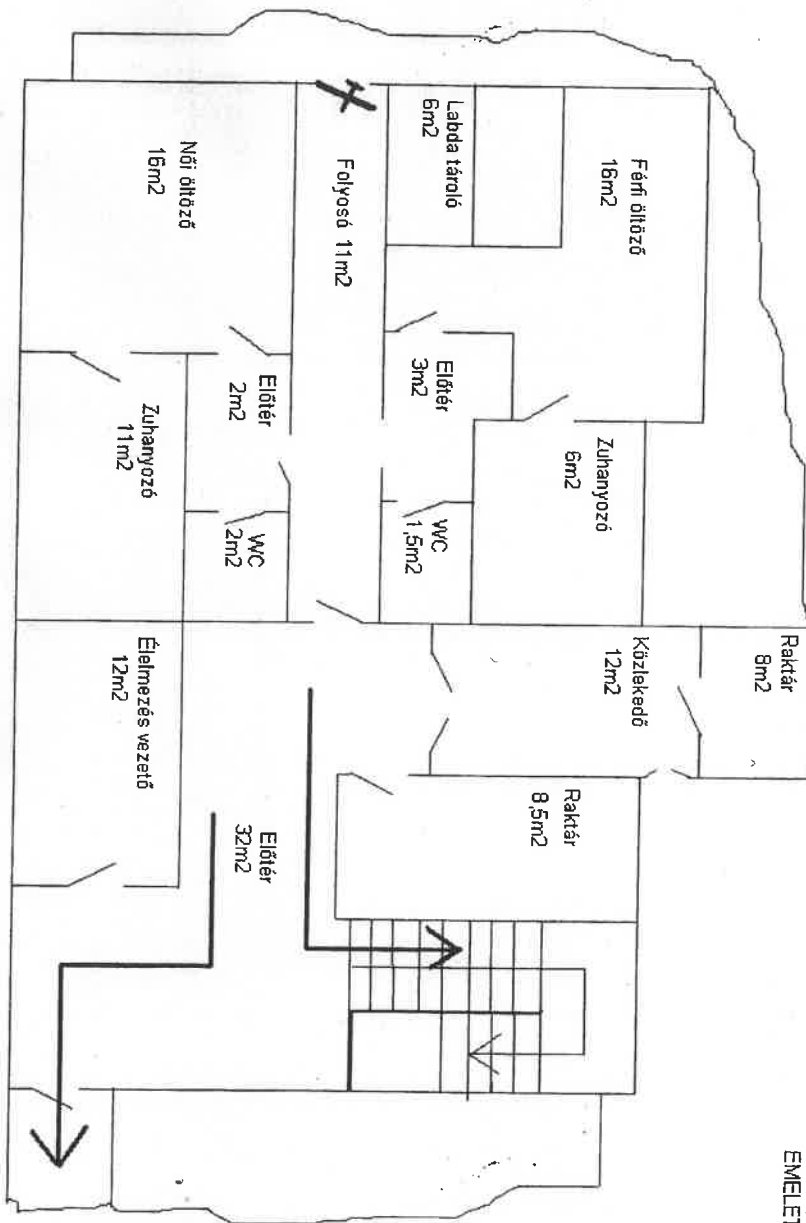 EMELET
Raktár
8m2
Férfi öltöző
16m2
Zuhanyozó
6m2
Közlekedő
12m2
Raktár
8,5m2
Labda tároló
6m2
Előtér
3m2
WC
1,5m2
Folyosó 11m2
Előtér
2m2
WC
2m2
Előtér
32m2
Női öltöző
16m2
Zuhanyozó
11m2
Élelmezés vezető
12m2